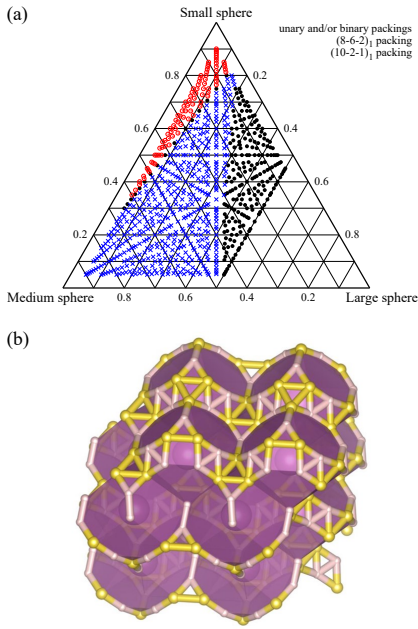 (a)
Small sphere
unary and/or binary packings
(8-6-2)₁ packing
(10-2-1)₁ packing
0.8 0.2
0.6 0.4
0.4 0.6
0.2 0.8
Medium sphere 0.8 0.6 0.4 0.2 Large sphere
(b)